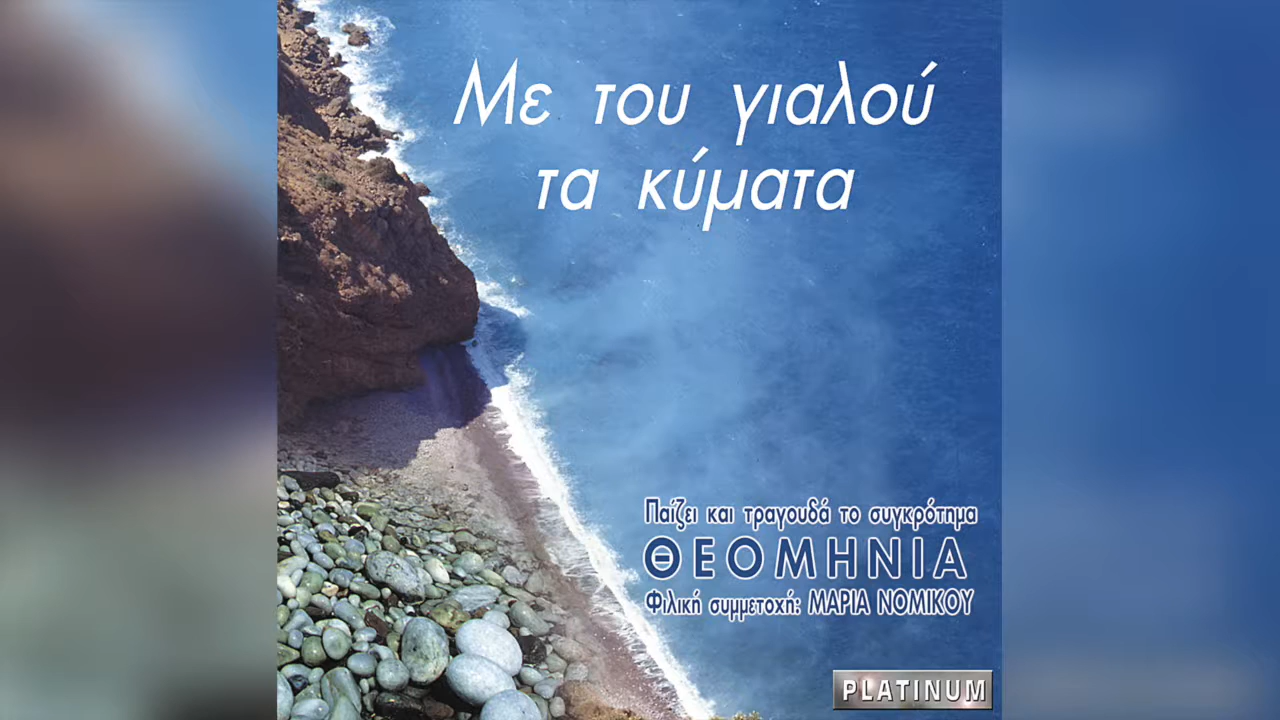 Με του γιαλού
τα κύματα
Παίζει και τραγουδά το συγκρότημα
ΘΕΟΜΗΝΙΑ
Φιλική συμμετοχή: ΜΑΡΙΑ ΝΟΜΙΚΟΥ
PLATINUM